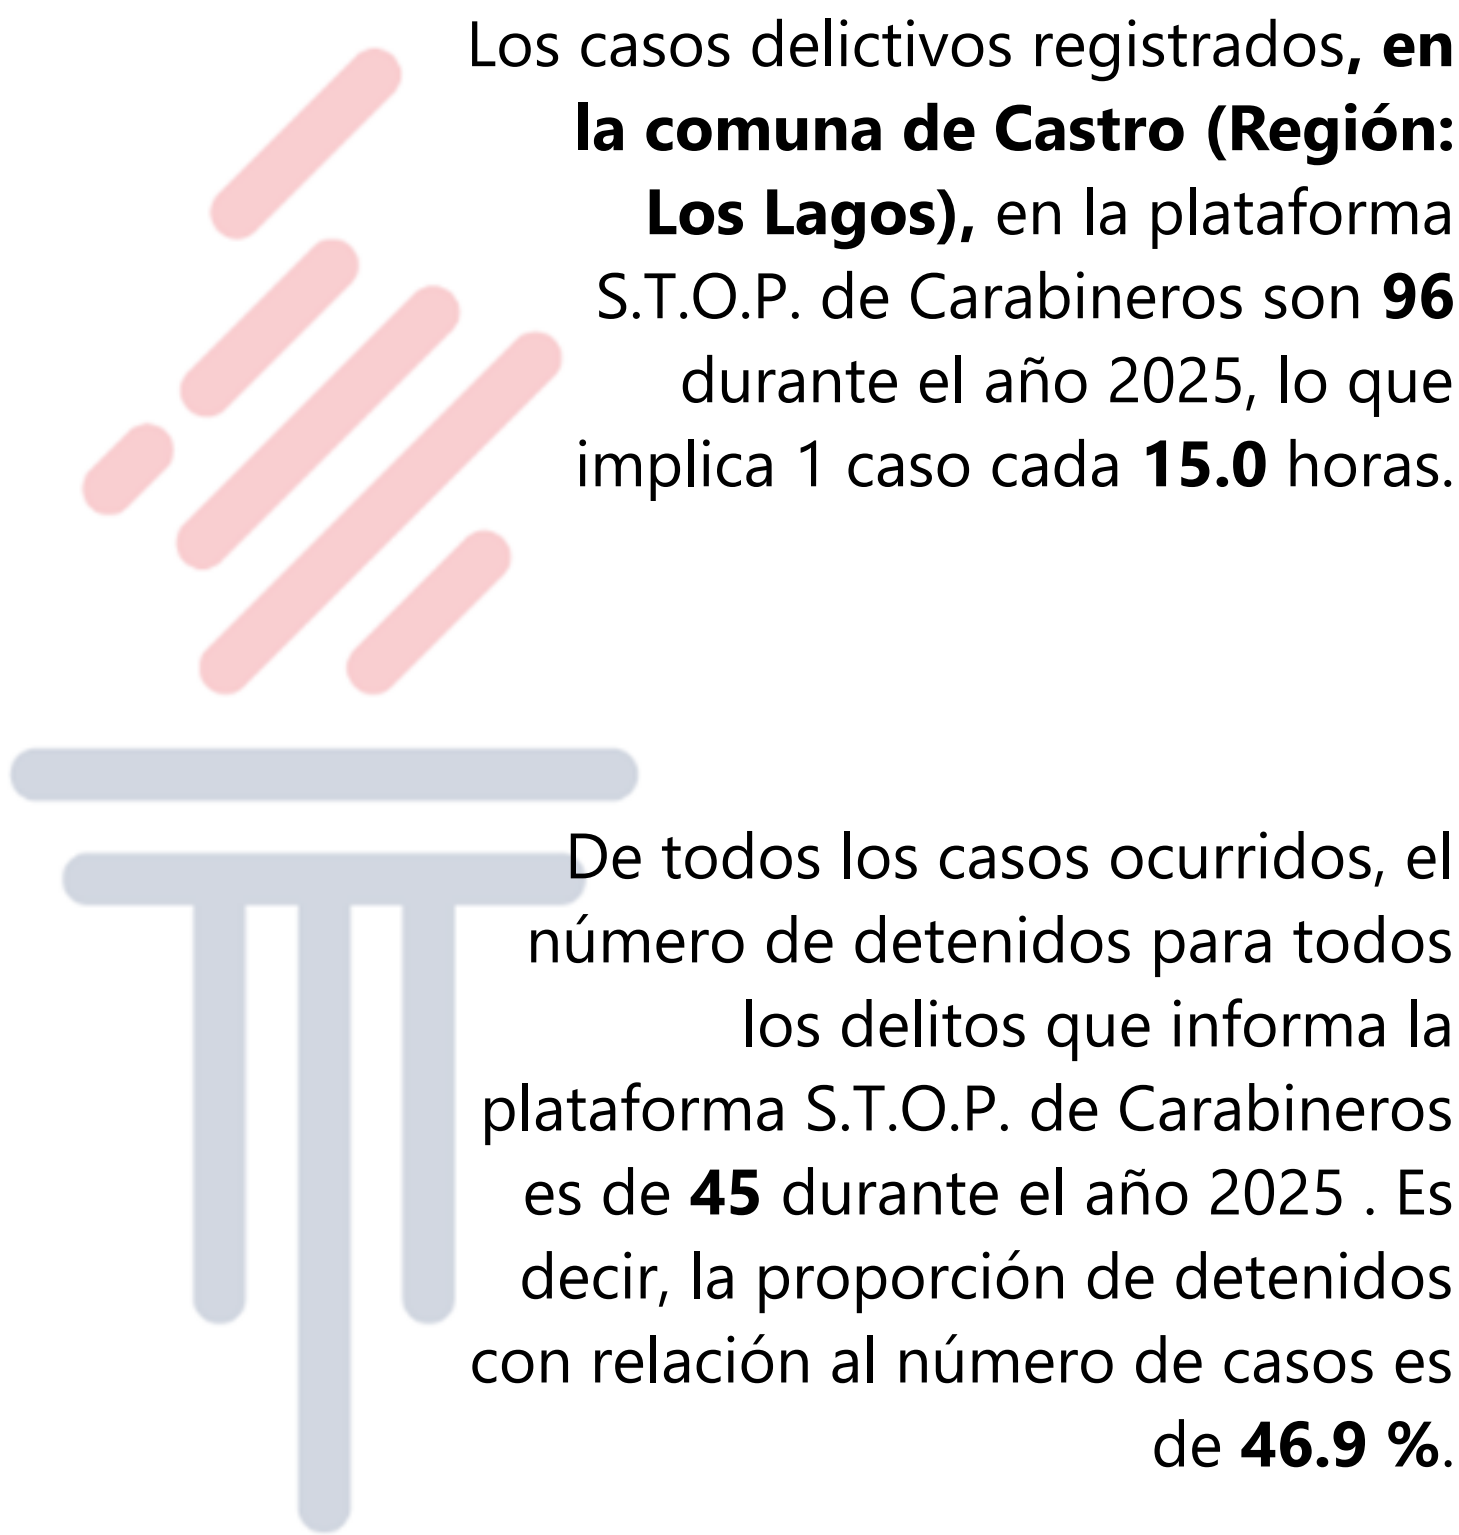 Los casos delictivos registrados, en
la comuna de Castro (Región:
Los Lagos), en la plataforma
S.T.O.P. de Carabineros son 96
durante el año 2025, lo que
implica 1 caso cada 15.0 horas.
De todos los casos ocurridos, el
número de detenidos para todos
los delitos que informa la
plataforma S.T.O.P. de Carabineros
es de 45 durante el año 2025 . Es
decir, la proporción de detenidos
con relación al número de casos es
de 46.9 %.